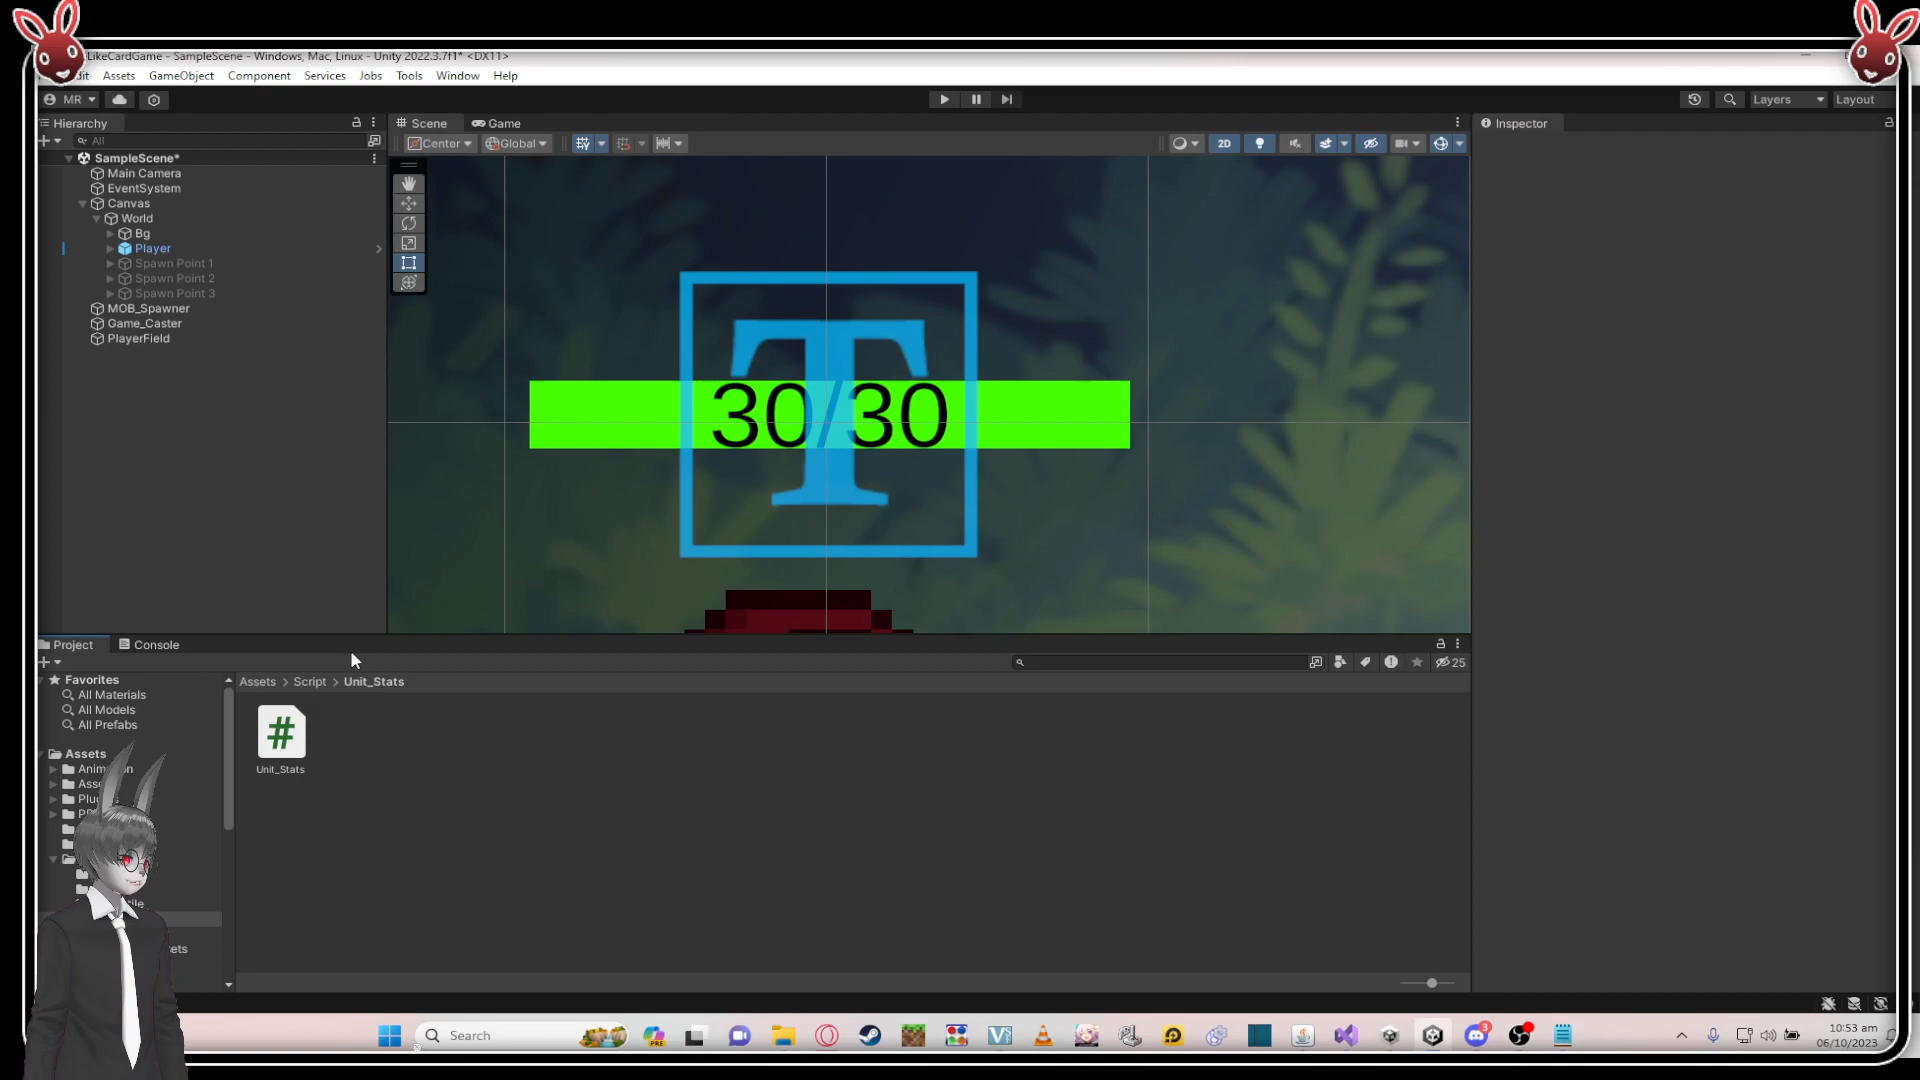 LikeCardGame - SampleScene - Windows, Mac, Linux - Unity 2022.3.7f1* <DX11>
Assets GameObject Component Services Jobs Tools Window Help
MR
Layers Layout
Hierarchy
All
SampleScene*
Main Camera
EventSystem
Canvas
World
Bg
Player
Spawn Point 1
Spawn Point 2
Spawn Point 3
MOB_Spawner
Game_Caster
PlayerField
Scene Game
Center Global 2D
30/30
T
Inspector
Project Console
25
Favorites
All Materials
All Models
All Prefabs
Assets
Assets > Script > Unit_Stats
#
Unit_Stats
Search
PRE
3
10:53 am
06/10/2023